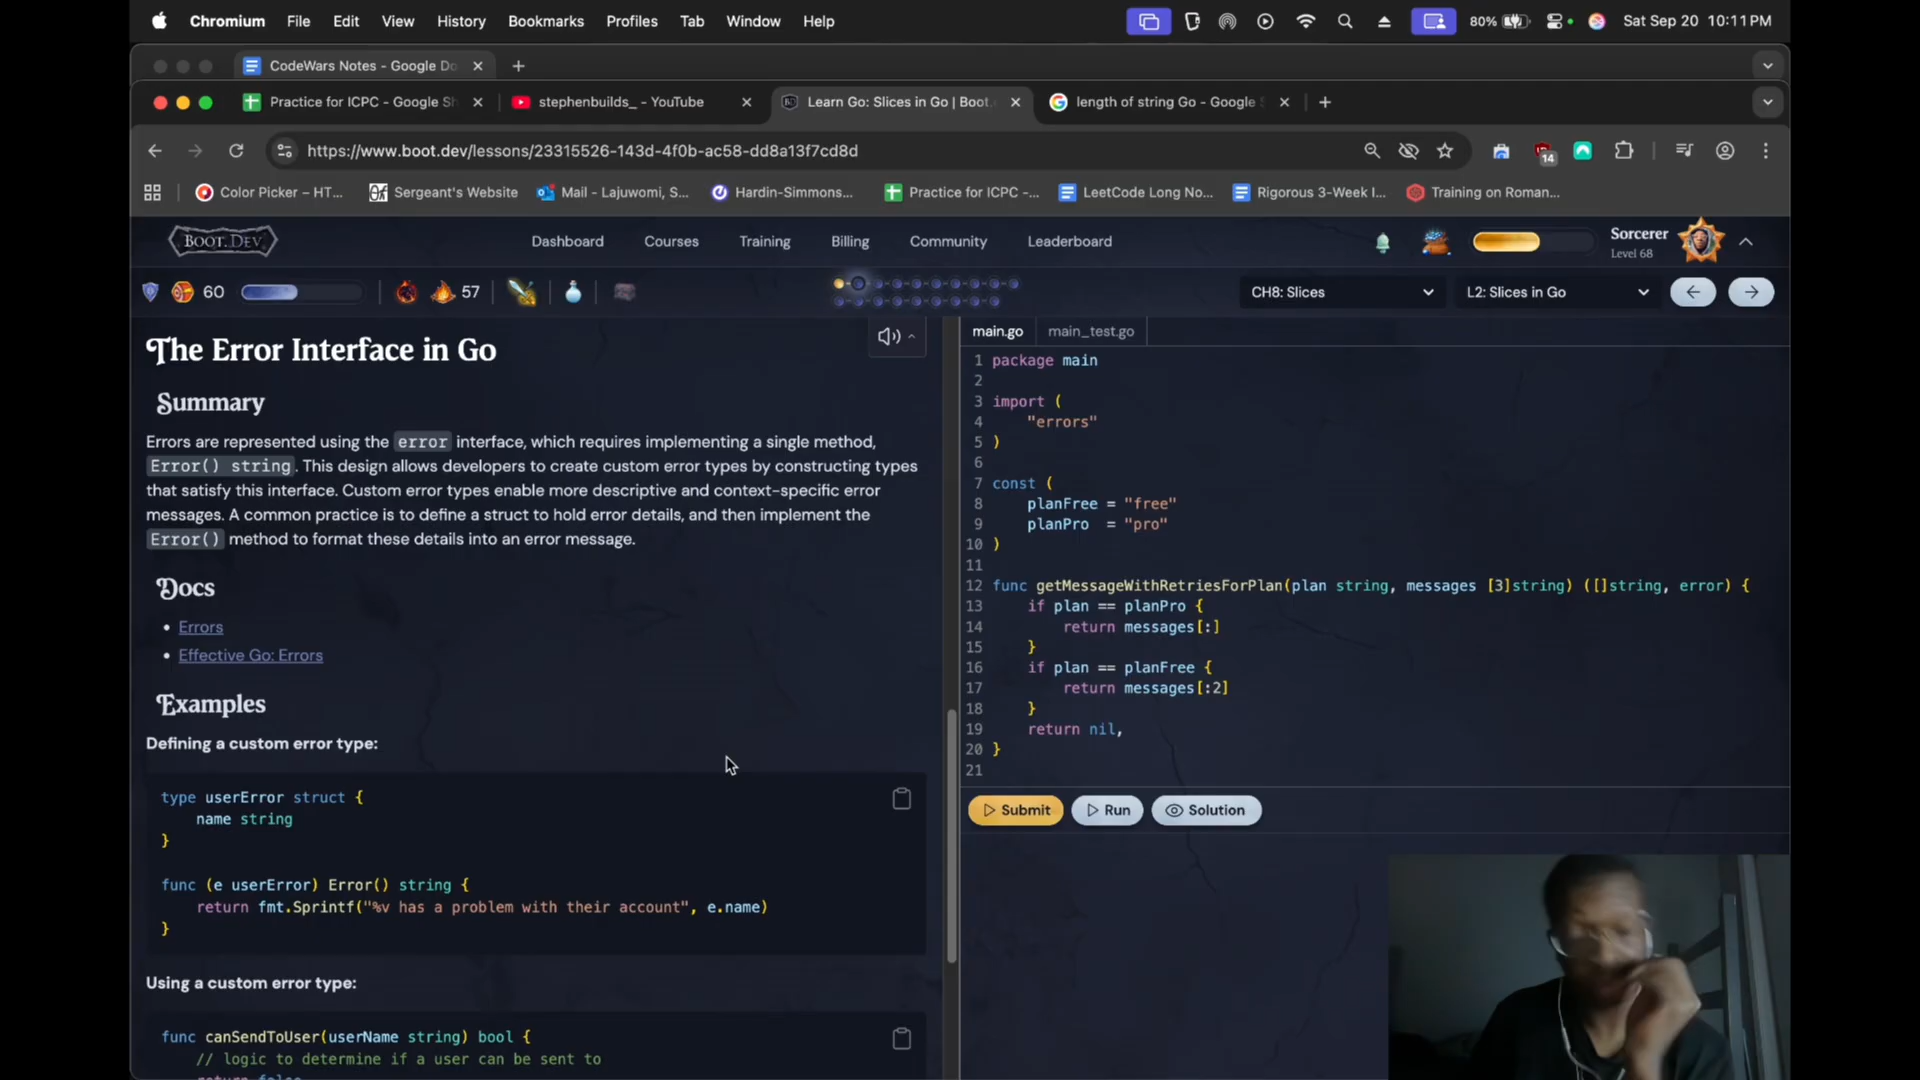 Chromium File Edit View History Bookmarks Profiles Tab Window Help 80% Sat Sep 20 10:11 PM
CodeWars Notes - Google Do
Practice for ICPC - Google Sh stephenbuilds_ - YouTube Learn Go: Slices in Go | Boot. length of string Go - Google S
https://www.boot.dev/lessons/23315526-143d-4f0b-ac58-dd8a13f7cd8d 14
Color Picker – HT... Sergeant's Website Mail - Lajuwomi, S... Hardin-Simmons... Practice for ICPC -... LeetCode Long No... Rigorous 3-Week I... Training on Roman...
BOOT.DEV Dashboard Courses Training Billing Community Leaderboard Sorcerer
Level 68
60 57 CH8: Slices L2: Slices in Go
The Error Interface in Go
Summary
Errors are represented using the error interface, which requires implementing a single method,
Error() string. This design allows developers to create custom error types by constructing types
that satisfy this interface. Custom error types enable more descriptive and context-specific error
messages. A common practice is to define a struct to hold error details, and then implement the
Error() method to format these details into an error message.
Docs
• Errors
• Effective Go: Errors
Examples
Defining a custom error type:
type userError struct {
name string
}
func (e userError) Error() string {
return fmt.Sprintf("%v has a problem with their account", e.name)
}
Using a custom error type:
func canSendToUser(userName string) bool {
// logic to determine if a user can be sent to
return false
main.go main_test.go
1 package main
2
3 import (
4 "errors"
5 )
6
7 const (
8 planFree = "free"
9 planPro = "pro"
10 )
11
12 func getMessageWithRetriesForPlan(plan string, messages [3]string) ([]string, error) {
13 if plan == planPro {
14 return messages[:]
15 }
16 if plan == planFree {
17 return messages[:2]
18 }
19 return nil,
20 }
21
Submit Run Solution